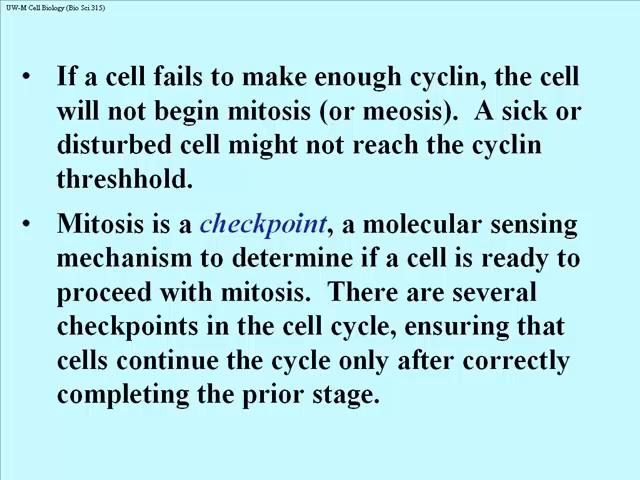 UW-M Cell Biology (Bio Sci 315)
• If a cell fails to make enough cyclin, the cell
will not begin mitosis (or meosis). A sick or
disturbed cell might not reach the cyclin
threshhold.
• Mitosis is a checkpoint, a molecular sensing
mechanism to determine if a cell is ready to
proceed with mitosis. There are several
checkpoints in the cell cycle, ensuring that
cells continue the cycle only after correctly
completing the prior stage.